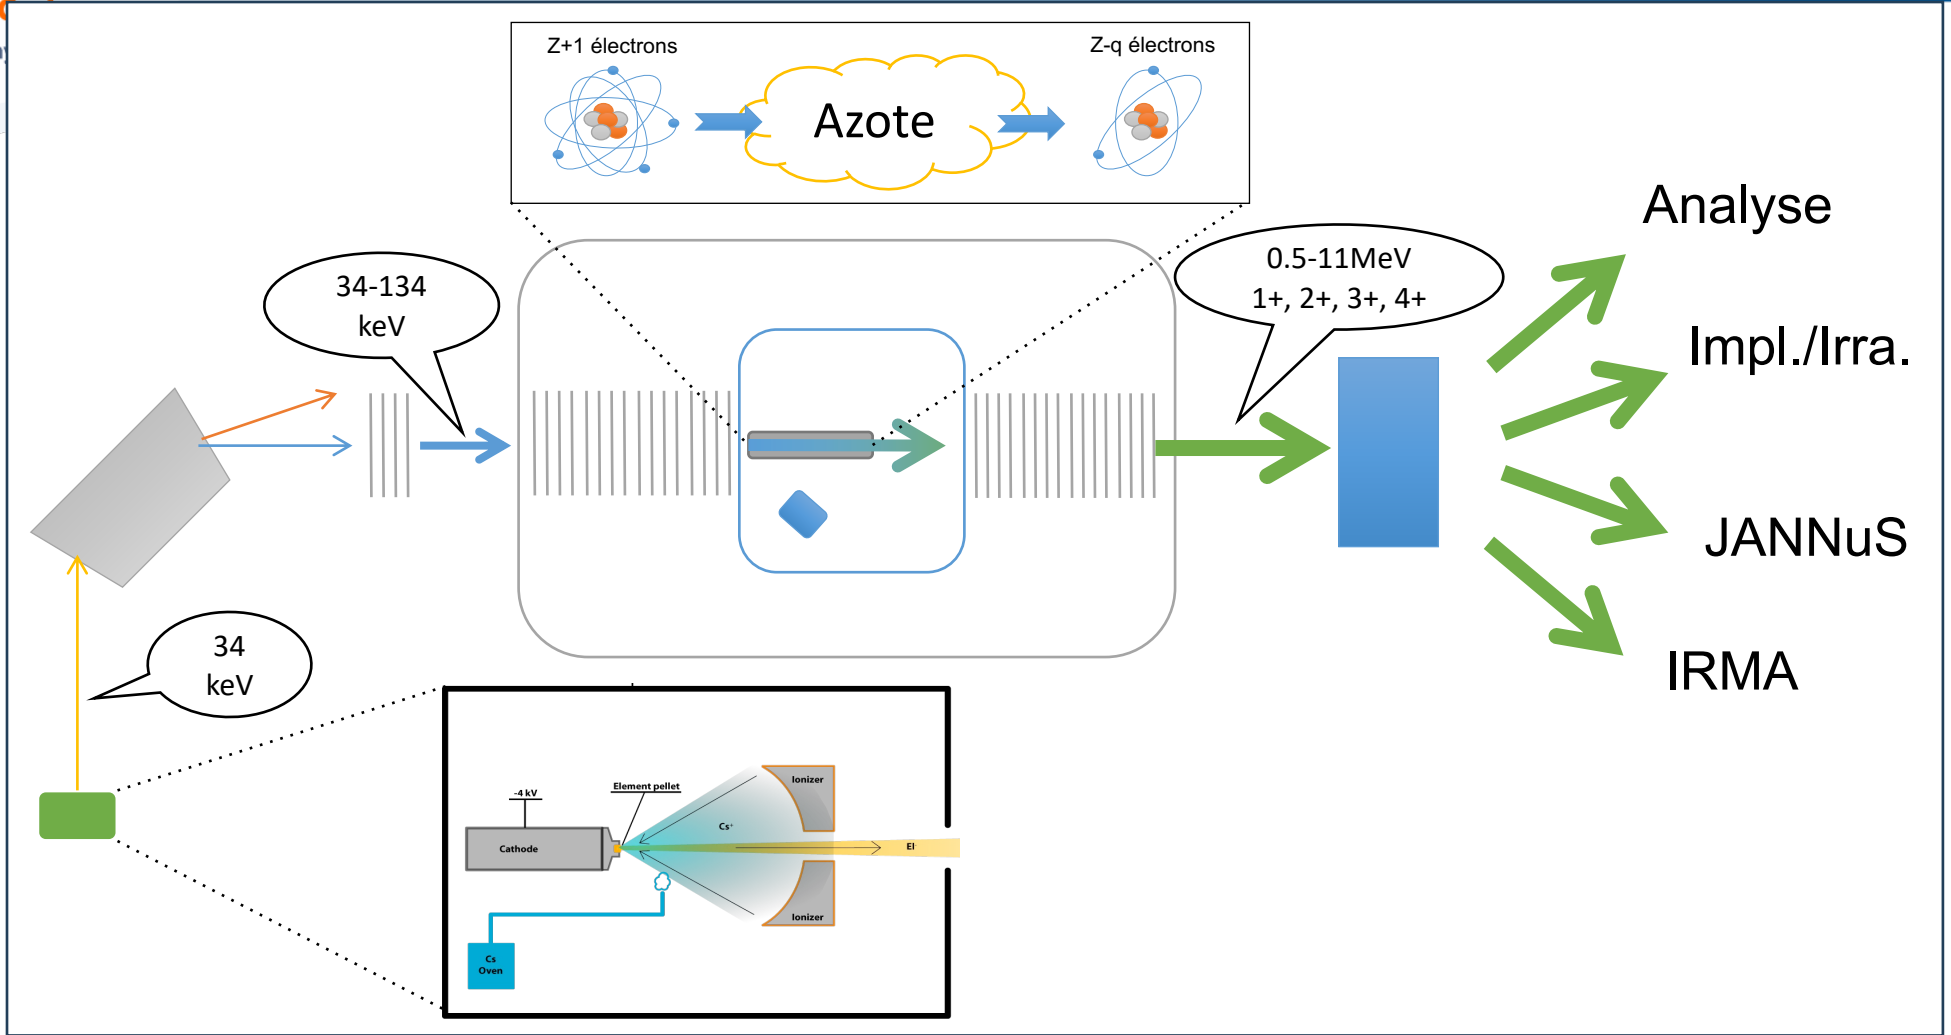 Z+1 électrons
Z-q électrons
Azote
Analyse
34-134
keV
0.5-11MeV
1+, 2+, 3+, 4+
Impl./Irra.
JANNuS
34
keV
IRMA
-4 kV
Element pellet
Ionizer
Cs⁺
Cathode
El⁻
Ionizer
Cs
Oven